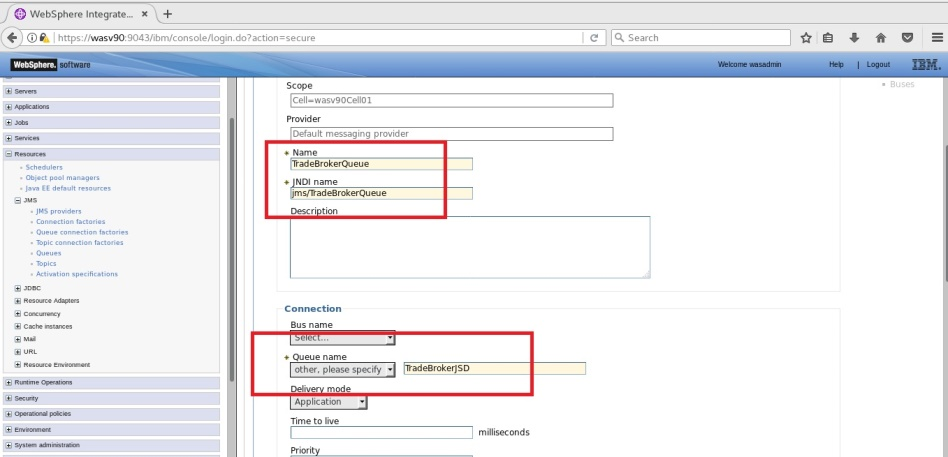 WebSphere Integrate...
https://wasv90:9043/ibm/console/login.do?action=secure
Search
WebSphere. software
Welcome wasadmin
Help | Logout
IBM.
Servers
Applications
Jobs
Services
Resources
Schedulers
Object pool managers
Java EE default resources
JMS
JMS providers
Connection factories
Queue connection factories
Topic connection factories
Queues
Topics
Activation specifications
JDBC
Resource Adapters
Concurrency
Cache instances
Mail
URL
Resource Environment
Runtime Operations
Security
Operational policies
Environment
System administration
Scope
Cell=wasv90Cell01
Provider
Default messaging provider
Name
TradeBrokerQueue
JNDI name
jms/TradeBrokerQueue
Description
Connection
Bus name
Select...
Queue name
other, please specify
TradeBrokerJSD
Delivery mode
Application
Time to live
milliseconds
Priority
Buses